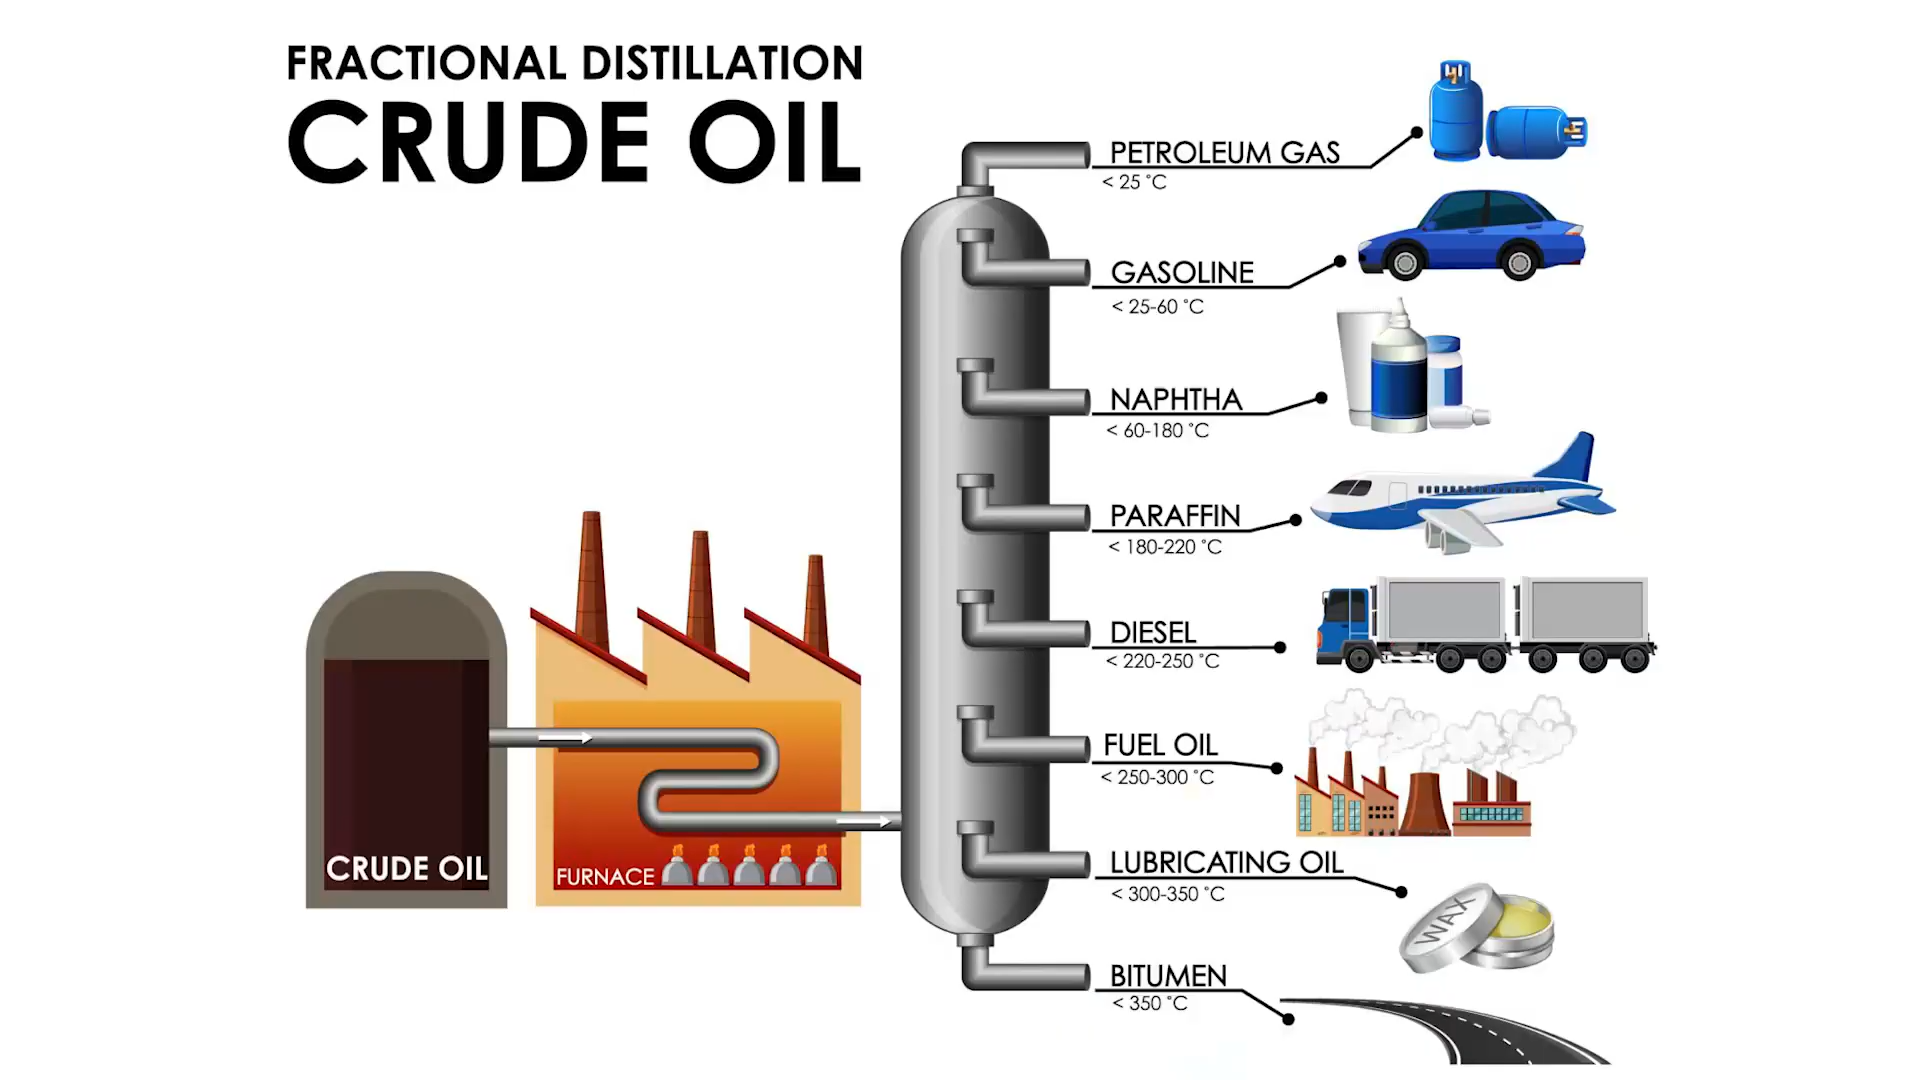 FRACTIONAL DISTILLATION
CRUDE OIL
PETROLEUM GAS
< 25 °C
GASOLINE
< 25-60 °C
NAPHTHA
< 60-180 °C
PARAFFIN
< 180-220 °C
DIESEL
< 220-250 °C
FUEL OIL
< 250-300 °C
LUBRICATING OIL
< 300-350 °C
WAX
BITUMEN
< 350 °C
CRUDE OIL
FURNACE